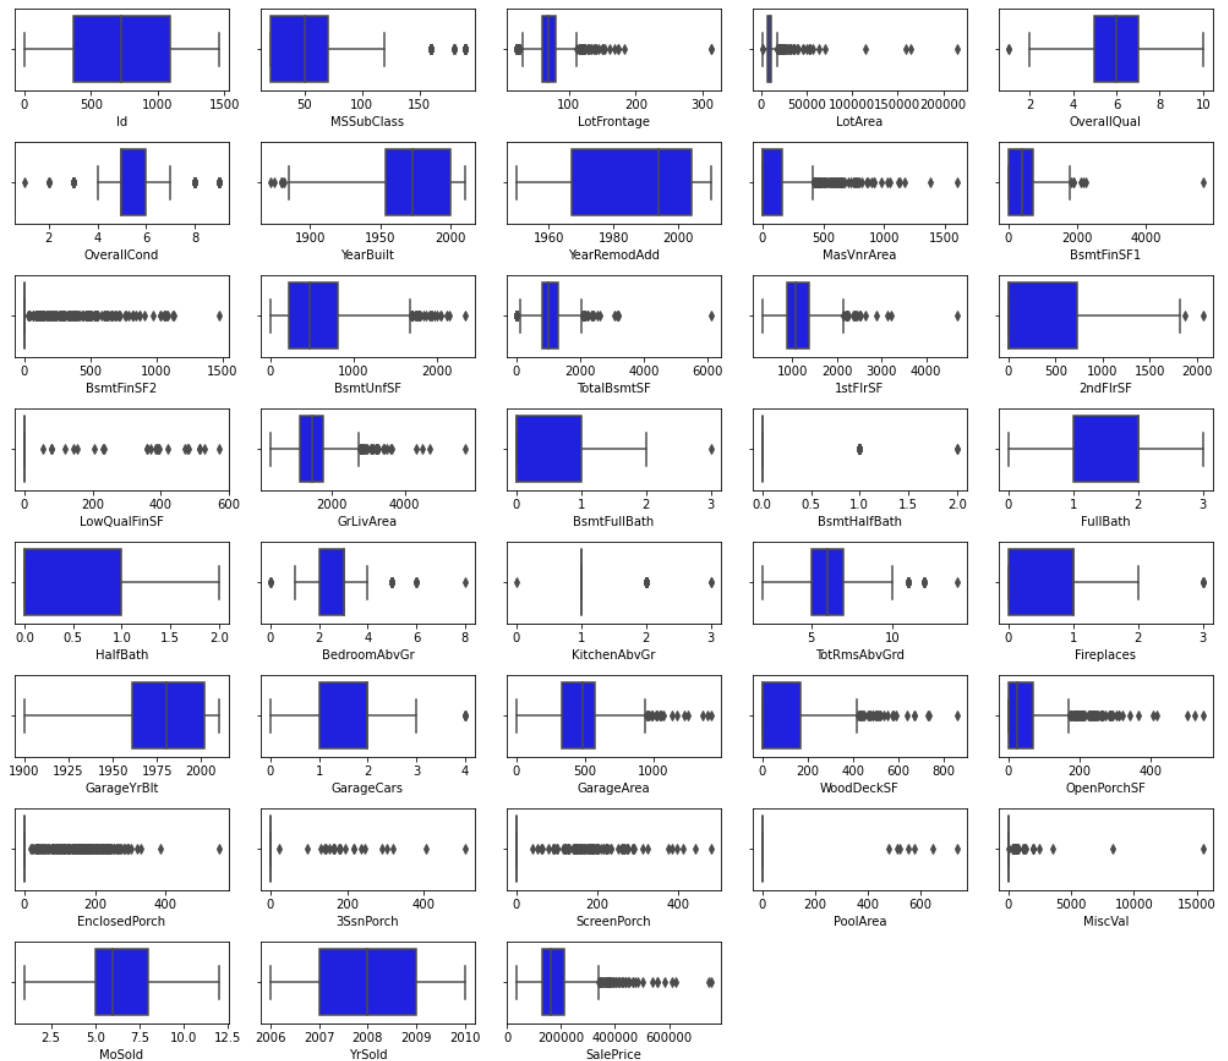 0 500 1000 1500 50 100 150 100 200 300 0 50000 100000 150000 200000 2 4 6 8 10
Id MSSubClass LotFrontage LotArea OverallQual
2 4 6 8 1900 1950 2000 1960 1980 2000 0 500 1000 1500 0 2000 4000
OverallCond YearBuilt YearRemodAdd MasVnrArea BsmtFinSF1
0 500 1000 1500 0 1000 2000 0 2000 4000 6000 1000 2000 3000 4000 0 500 1000 1500 2000
BsmtFinSF2 BsmtUnfSF TotalBsmtSF 1stFlrSF 2ndFlrSF
0 200 400 600 2000 4000 0 1 2 3 0.0 0.5 1.0 1.5 2.0 0 1 2 3
LowQualFinSF GrLivArea BsmtFullBath BsmtHalfBath FullBath
0.0 0.5 1.0 1.5 2.0 0 2 4 6 8 0 1 2 3 5 10 0 1 2 3
HalfBath BedroomAbvGr KitchenAbvGr TotRmsAbvGrd Fireplaces
1900 1925 1950 1975 2000 0 1 2 3 4 0 500 1000 0 200 400 600 800 0 200 400
GarageYrBlt GarageCars GarageArea WoodDeckSF OpenPorchSF
0 200 400 0 200 400 0 200 400 0 200 400 600 0 5000 10000 15000
EnclosedPorch 3SsnPorch ScreenPorch PoolArea MiscVal
2.5 5.0 7.5 10.0 12.5 2006 2007 2008 2009 2010 0 200000 400000 600000
MoSold YrSold SalePrice